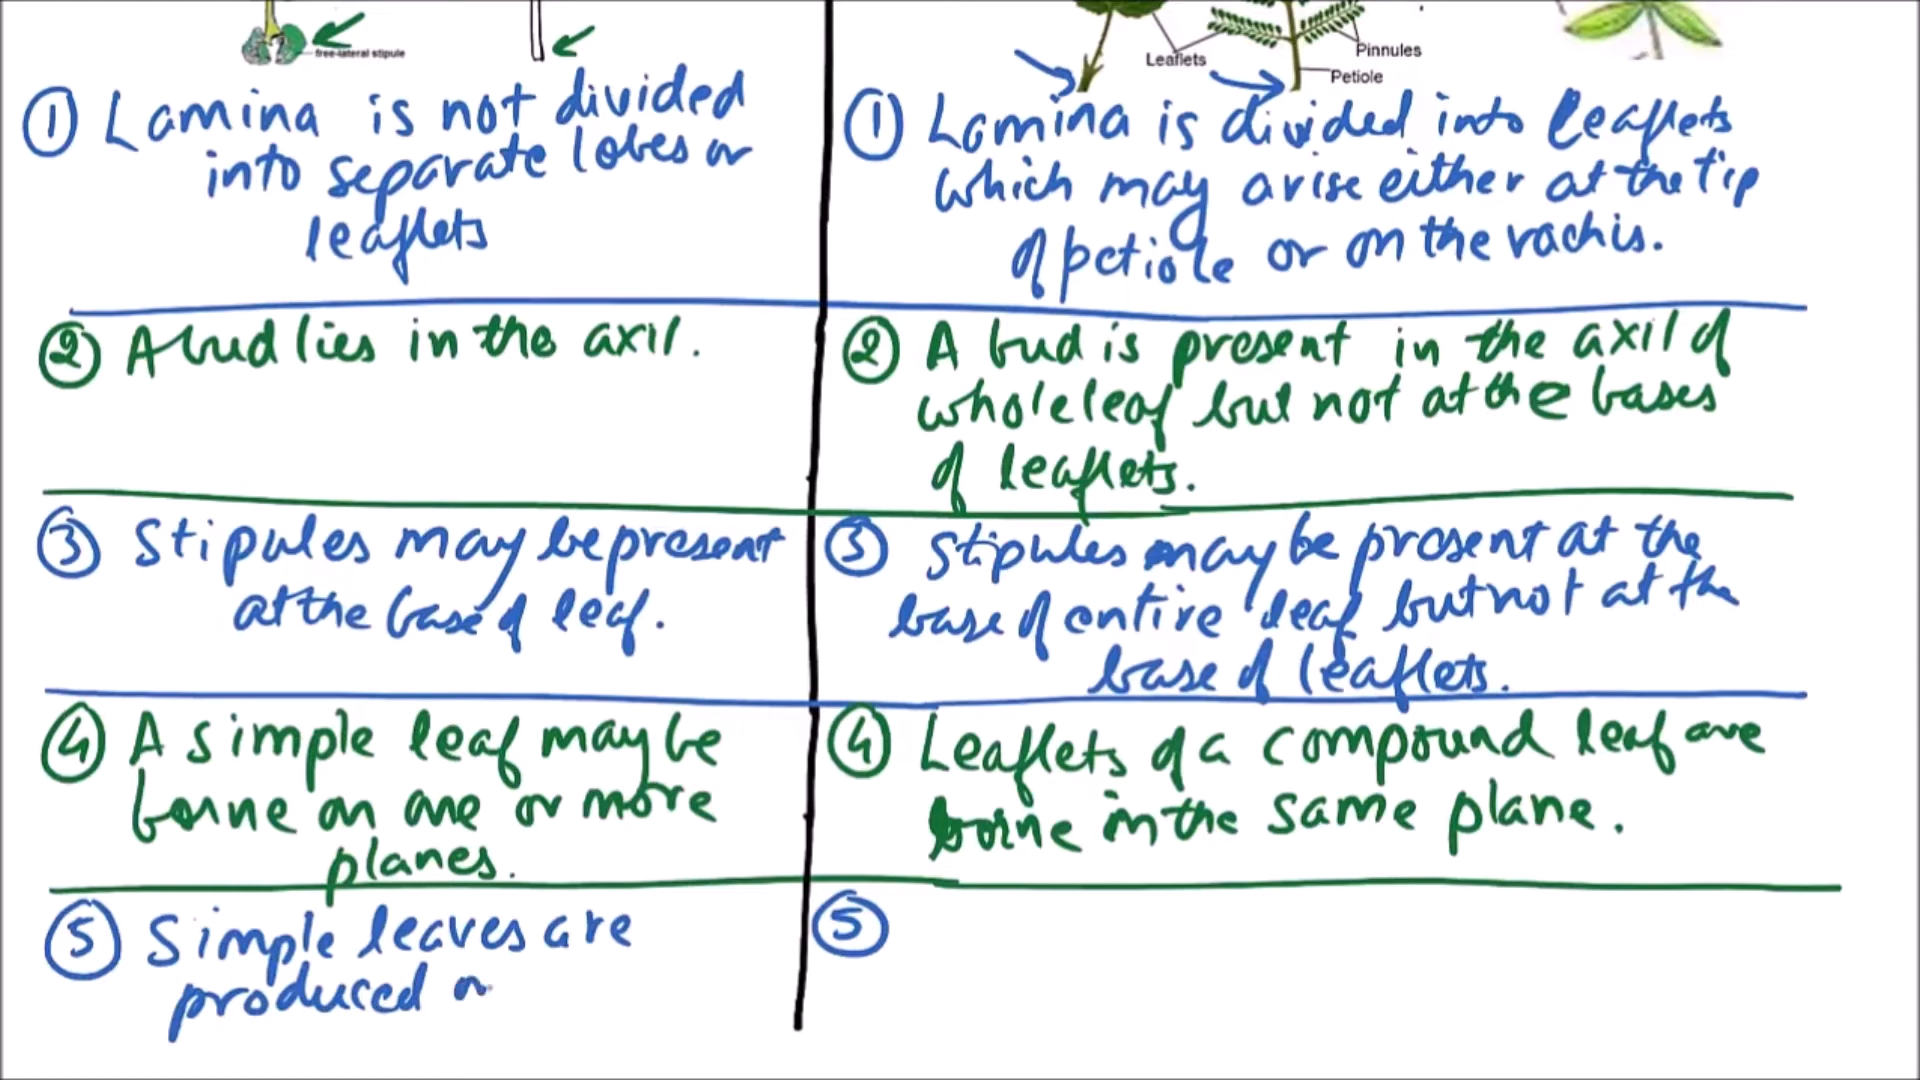 free-lateral stipule
① Lamina is not divided
into separate lobes or
leaflets
② A bud lies in the axil.
③ Stipules may be present
at the base of leaf.
④ A simple leaf may be
borne on one or more
planes.
⑤ Simple leaves are
produced
Leaflets
Pinnules
Petiole
① Lamina is divided into leaflets
which may arise either at the tip
of petiole or on the rachis.
② A bud is present in the axil of
whole leaf but not at the bases
of leaflets.
③ Stipules may be present at the
base of entire leaf but not at the
base of leaflets.
④ Leaflets of a compound leaf are
borne in the same plane.
⑤